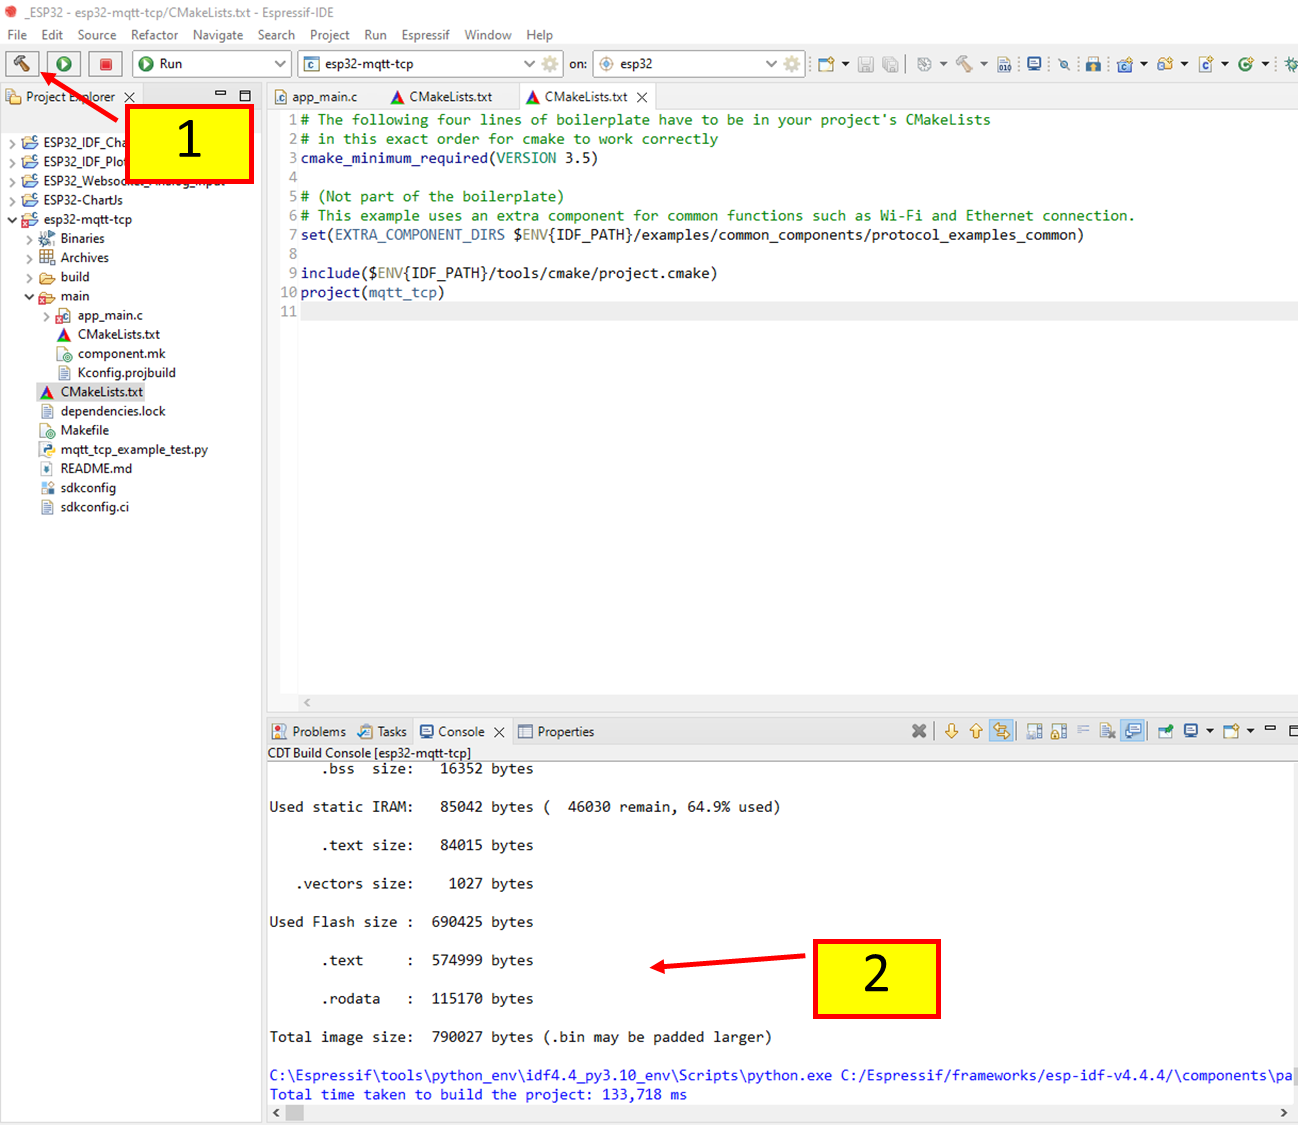 _ESP32 - esp32-mqtt-tcp/CMakeLists.txt - Espressif-IDE
File Edit Source Refactor Navigate Search Project Run Espressif Window Help
Run esp32-mqtt-tcp on: esp32
Project Explorer
1
ESP32_IDF_Cha
ESP32_IDF_Plot
ESP32_Websocket_Analog_Input
ESP32-ChartJs
esp32-mqtt-tcp
Binaries
Archives
build
main
app_main.c
CMakeLists.txt
component.mk
Kconfig.projbuild
CMakeLists.txt
dependencies.lock
Makefile
mqtt_tcp_example_test.py
README.md
sdkconfig
sdkconfig.ci
app_main.c CMakeLists.txt CMakeLists.txt
1 # The following four lines of boilerplate have to be in your project's CMakeLists
2 # in this exact order for cmake to work correctly
3 cmake_minimum_required(VERSION 3.5)
4
5 # (Not part of the boilerplate)
6 # This example uses an extra component for common functions such as Wi-Fi and Ethernet connection.
7 set(EXTRA_COMPONENT_DIRS $ENV{IDF_PATH}/examples/common_components/protocol_examples_common)
8
9 include($ENV{IDF_PATH}/tools/cmake/project.cmake)
10 project(mqtt_tcp)
11
Problems Tasks Console Properties
CDT Build Console [esp32-mqtt-tcp]
.bss size: 16352 bytes
Used static IRAM: 85042 bytes ( 46030 remain, 64.9% used)
.text size: 84015 bytes
.vectors size: 1027 bytes
Used Flash size : 690425 bytes
.text : 574999 bytes
.rodata : 115170 bytes
Total image size: 790027 bytes (.bin may be padded larger)
C:\Espressif\tools\python_env\idf4.4_py3.10_env\Scripts\python.exe C:/Espressif/frameworks/esp-idf-v4.4.4/\components\pa
Total time taken to build the project: 133,718 ms
2